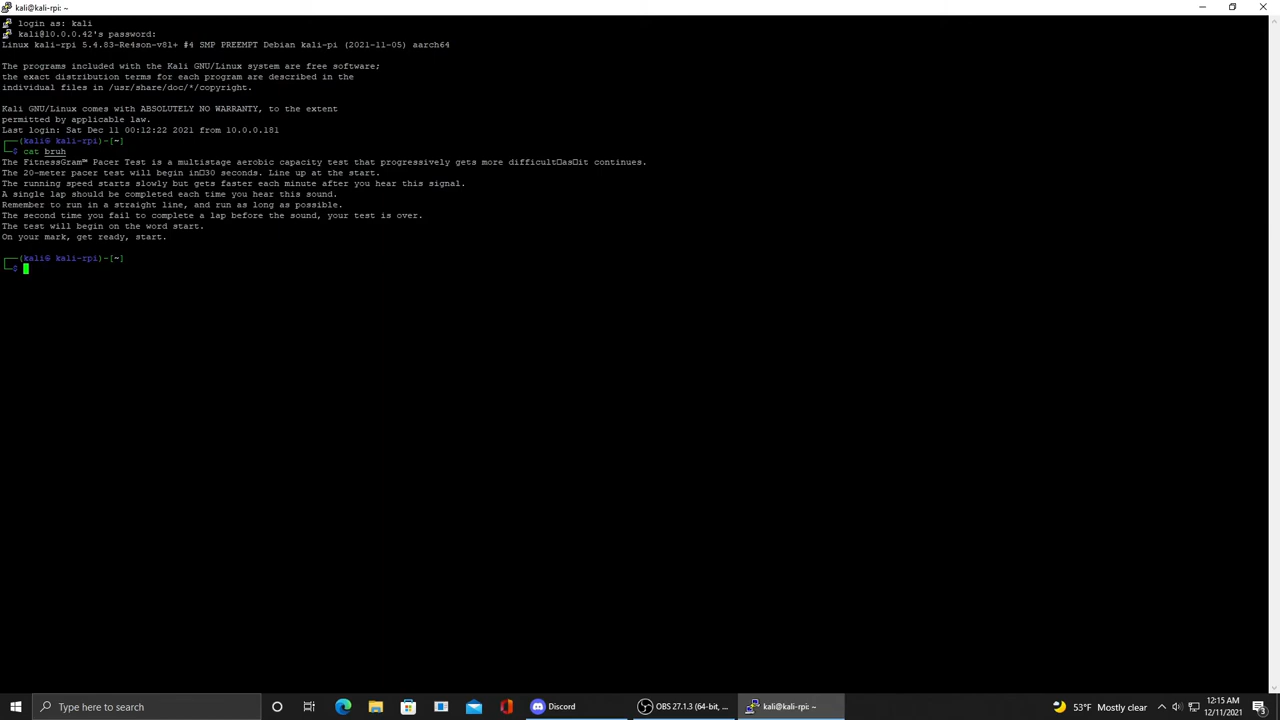 kali@kali-rpi: ~
login as: kali
kali@10.0.0.42's password:
Linux kali-rpi 5.4.83-Re4son-v8l+ #4 SMP PREEMPT Debian kali-pi (2021-11-05) aarch64
The programs included with the Kali GNU/Linux system are free software;
the exact distribution terms for each program are described in the
individual files in /usr/share/doc/*/copyright.
Kali GNU/Linux comes with ABSOLUTELY NO WARRANTY, to the extent
permitted by applicable law.
Last login: Sat Dec 11 00:12:22 2021 from 10.0.0.181
┌──(kali㉿kali-rpi)-[~]
└─$ cat bruh
The FitnessGram™ Pacer Test is a multistage aerobic capacity test that progressively gets more difficult□as□it continues.
The 20-meter pacer test will begin in□30 seconds. Line up at the start.
The running speed starts slowly but gets faster each minute after you hear this signal.
A single lap should be completed each time you hear this sound.
Remember to run in a straight line, and run as long as possible.
The second time you fail to complete a lap before the sound, your test is over.
The test will begin on the word start.
On your mark, get ready, start.
┌──(kali㉿kali-rpi)-[~]
└─$
Type here to search
Discord
OBS 27.1.3 (64-bit, ...
kali@kali-rpi: ~
53°F Mostly clear
12:15 AM
12/11/2021
3